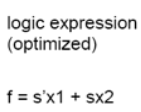 logic expression
(optimized)
f = s'x1 + sx2